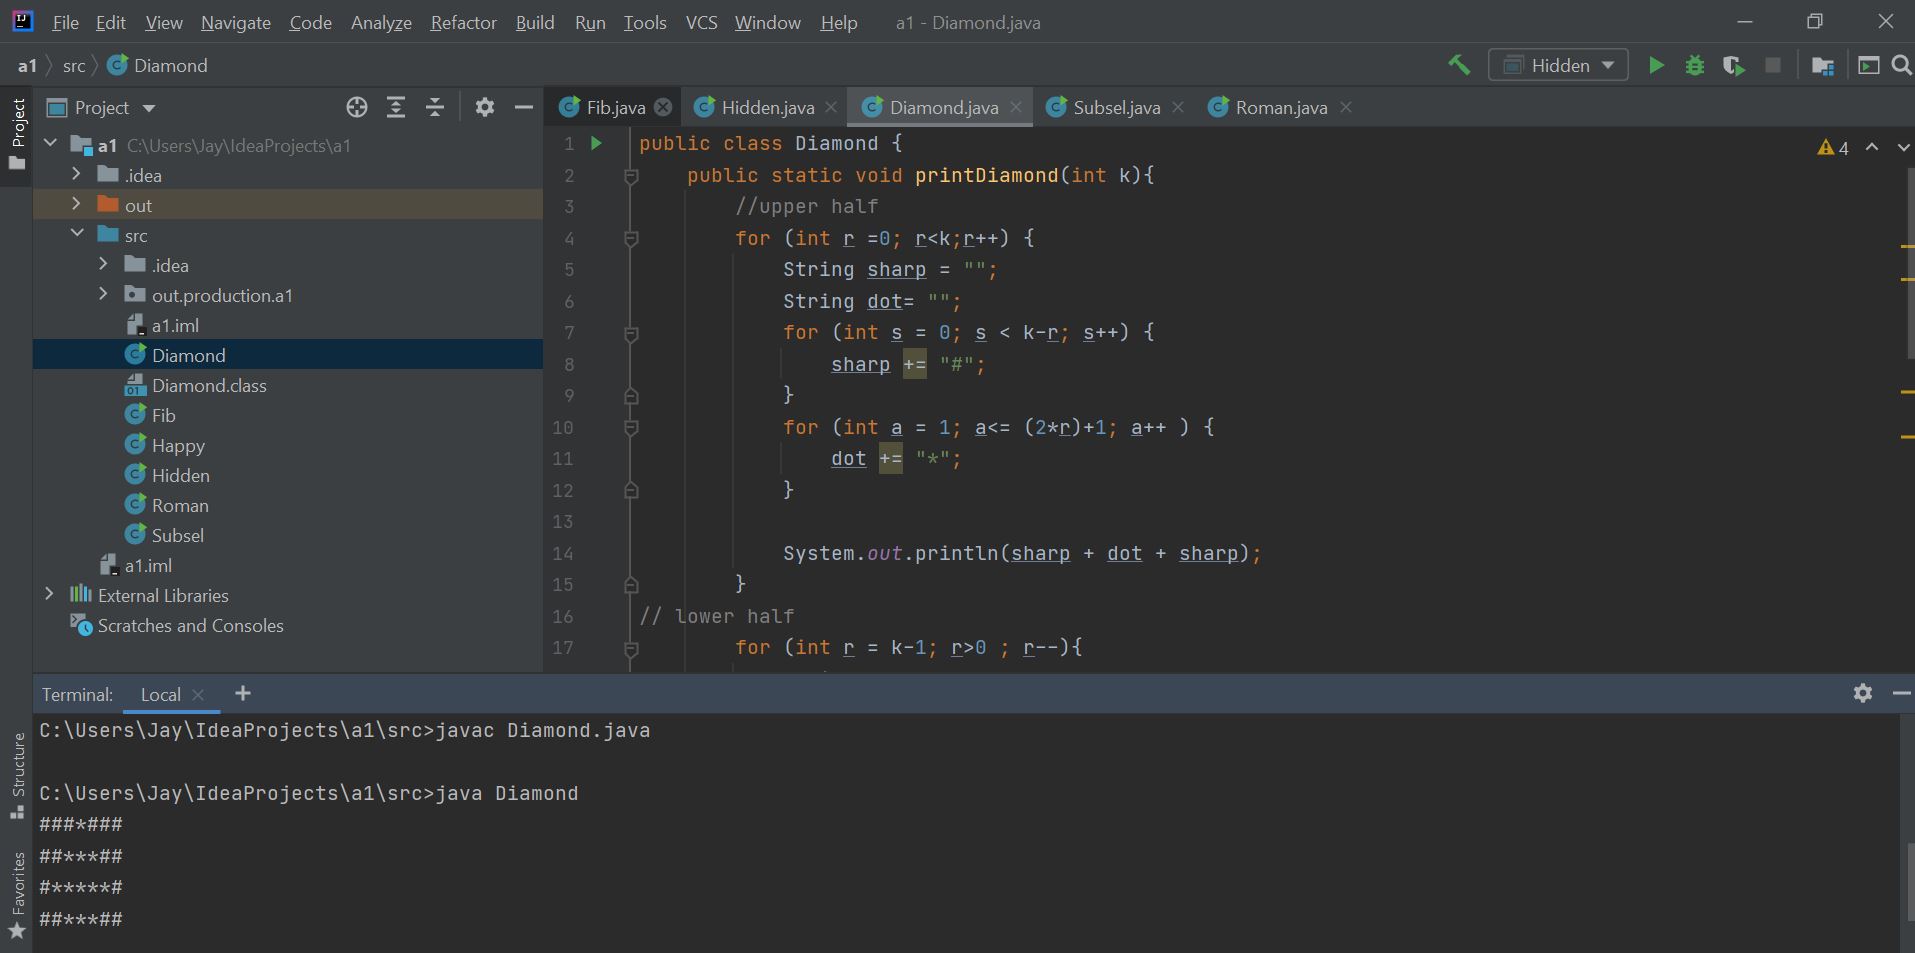 File Edit View Navigate Code Analyze Refactor Build Run Tools VCS Window Help a1 - Diamond.java
a1 src Diamond
Hidden
Project
Project
Fib.java Hidden.java Diamond.java Subsel.java Roman.java
a1 C:\Users\Jay\IdeaProjects\a1
.idea
out
src
.idea
out.production.a1
a1.iml
Diamond
Diamond.class
Fib
Happy
Hidden
Roman
Subsel
a1.iml
External Libraries
Scratches and Consoles
4
1 public class Diamond {
2 public static void printDiamond(int k){
3 //upper half
4 for (int r =0; r<k;r++) {
5 String sharp = "";
6 String dot= "";
7 for (int s = 0; s < k-r; s++) {
8 sharp += "#";
9 }
10 for (int a = 1; a<= (2*r)+1; a++ ) {
11 dot += "*";
12 }
13
14 System.out.println(sharp + dot + sharp);
15 }
16 // lower half
17 for (int r = k-1; r>0 ; r--){
Terminal: Local
Structure
Favorites
C:\Users\Jay\IdeaProjects\a1\src>javac Diamond.java
C:\Users\Jay\IdeaProjects\a1\src>java Diamond
###*###
##***##
#*****#
##***##